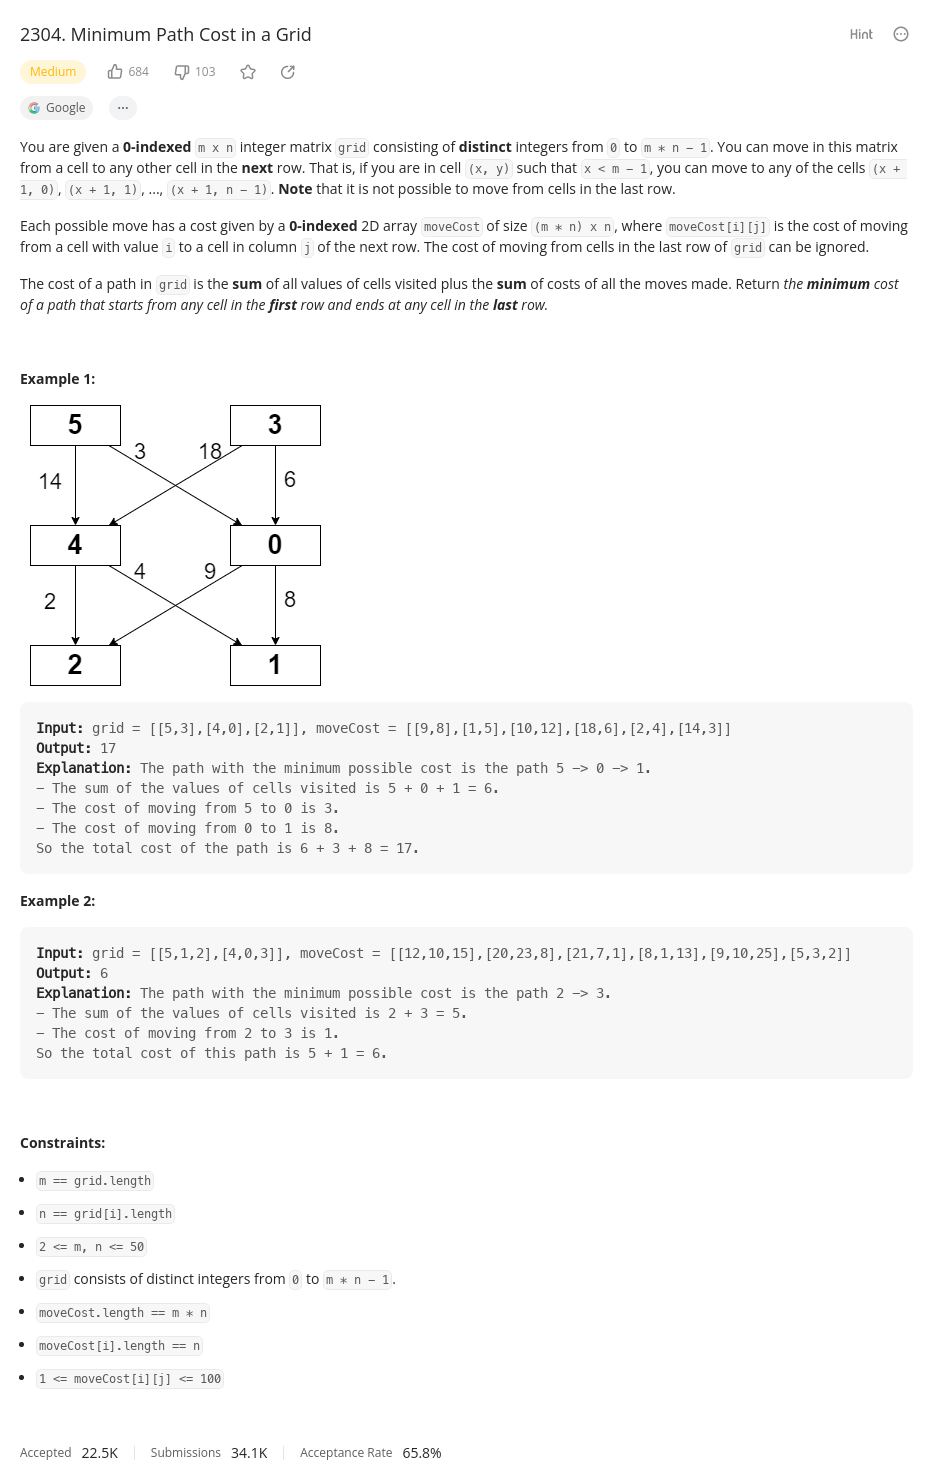 2304. Minimum Path Cost in a Grid
Hint
Medium
684
103
Google
You are given a 0-indexed m x n integer matrix grid consisting of distinct integers from 0 to m * n − 1. You can move in this matrix
from a cell to any other cell in the next row. That is, if you are in cell (x, y) such that x < m − 1, you can move to any of the cells (x +
1, 0), (x + 1, 1), ..., (x + 1, n − 1). Note that it is not possible to move from cells in the last row.
Each possible move has a cost given by a 0-indexed 2D array moveCost of size (m * n) x n, where moveCost[i][j] is the cost of moving
from a cell with value i to a cell in column j of the next row. The cost of moving from cells in the last row of grid can be ignored.
The cost of a path in grid is the sum of all values of cells visited plus the sum of costs of all the moves made. Return the minimum cost
of a path that starts from any cell in the first row and ends at any cell in the last row.
Example 1:
5 3
3 18
14 6
4 0
4 9
2 8
2 1
Input: grid = [[5,3],[4,0],[2,1]], moveCost = [[9,8],[1,5],[10,12],[18,6],[2,4],[14,3]]
Output: 17
Explanation: The path with the minimum possible cost is the path 5 −> 0 −> 1.
− The sum of the values of cells visited is 5 + 0 + 1 = 6.
− The cost of moving from 5 to 0 is 3.
− The cost of moving from 0 to 1 is 8.
So the total cost of the path is 6 + 3 + 8 = 17.
Example 2:
Input: grid = [[5,1,2],[4,0,3]], moveCost = [[12,10,15],[20,23,8],[21,7,1],[8,1,13],[9,10,25],[5,3,2]]
Output: 6
Explanation: The path with the minimum possible cost is the path 2 −> 3.
− The sum of the values of cells visited is 2 + 3 = 5.
− The cost of moving from 2 to 3 is 1.
So the total cost of this path is 5 + 1 = 6.
Constraints:
• m == grid.length
• n == grid[i].length
• 2 <= m, n <= 50
• grid consists of distinct integers from 0 to m * n − 1.
• moveCost.length == m * n
• moveCost[i].length == n
• 1 <= moveCost[i][j] <= 100
Accepted 22.5K Submissions 34.1K Acceptance Rate 65.8%